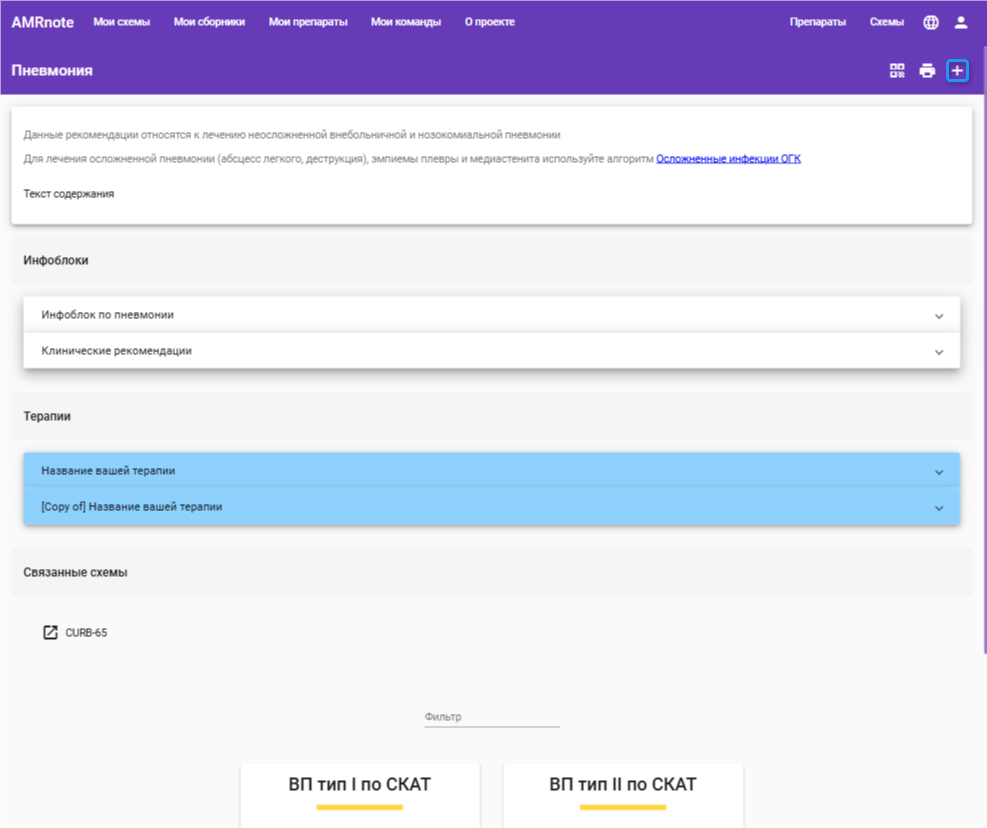 AMRnote Мои схемы Мои сборники Мои препараты Мои команды О проекте Препараты Схемы
Пневмония
Данные рекомендации относятся к лечению неосложненной внебольничной и нозокомиальной пневмонии
Для лечения осложненной пневмонии (абсцесс легкого, деструкция), эмпиемы плевры и медиастенита используйте алгоритм Осложненные инфекции ОГК
Текст содержания
Инфоблоки
Инфоблок по пневмонии
Клинические рекомендации
Терапии
Название вашей терапии
[Copy of] Название вашей терапии
Связанные схемы
CURB-65
Фильтр
ВП тип I по СКАТ ВП тип II по СКАТ